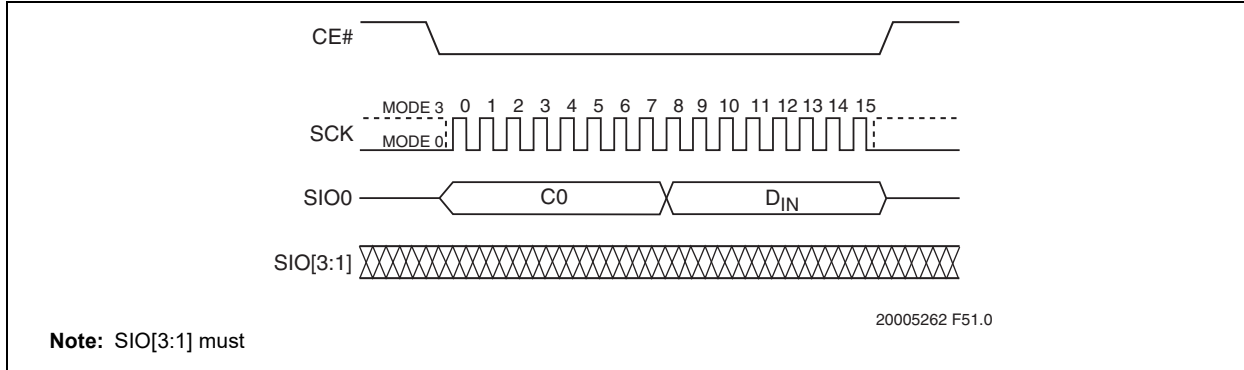 CE#
MODE 3 0 1 2 3 4 5 6 7 8 9 10 11 12 13 14 15
SCK
MODE 0
SIO0 C0 DIN
SIO[3:1]
20005262 F51.0
Note: SIO[3:1] must